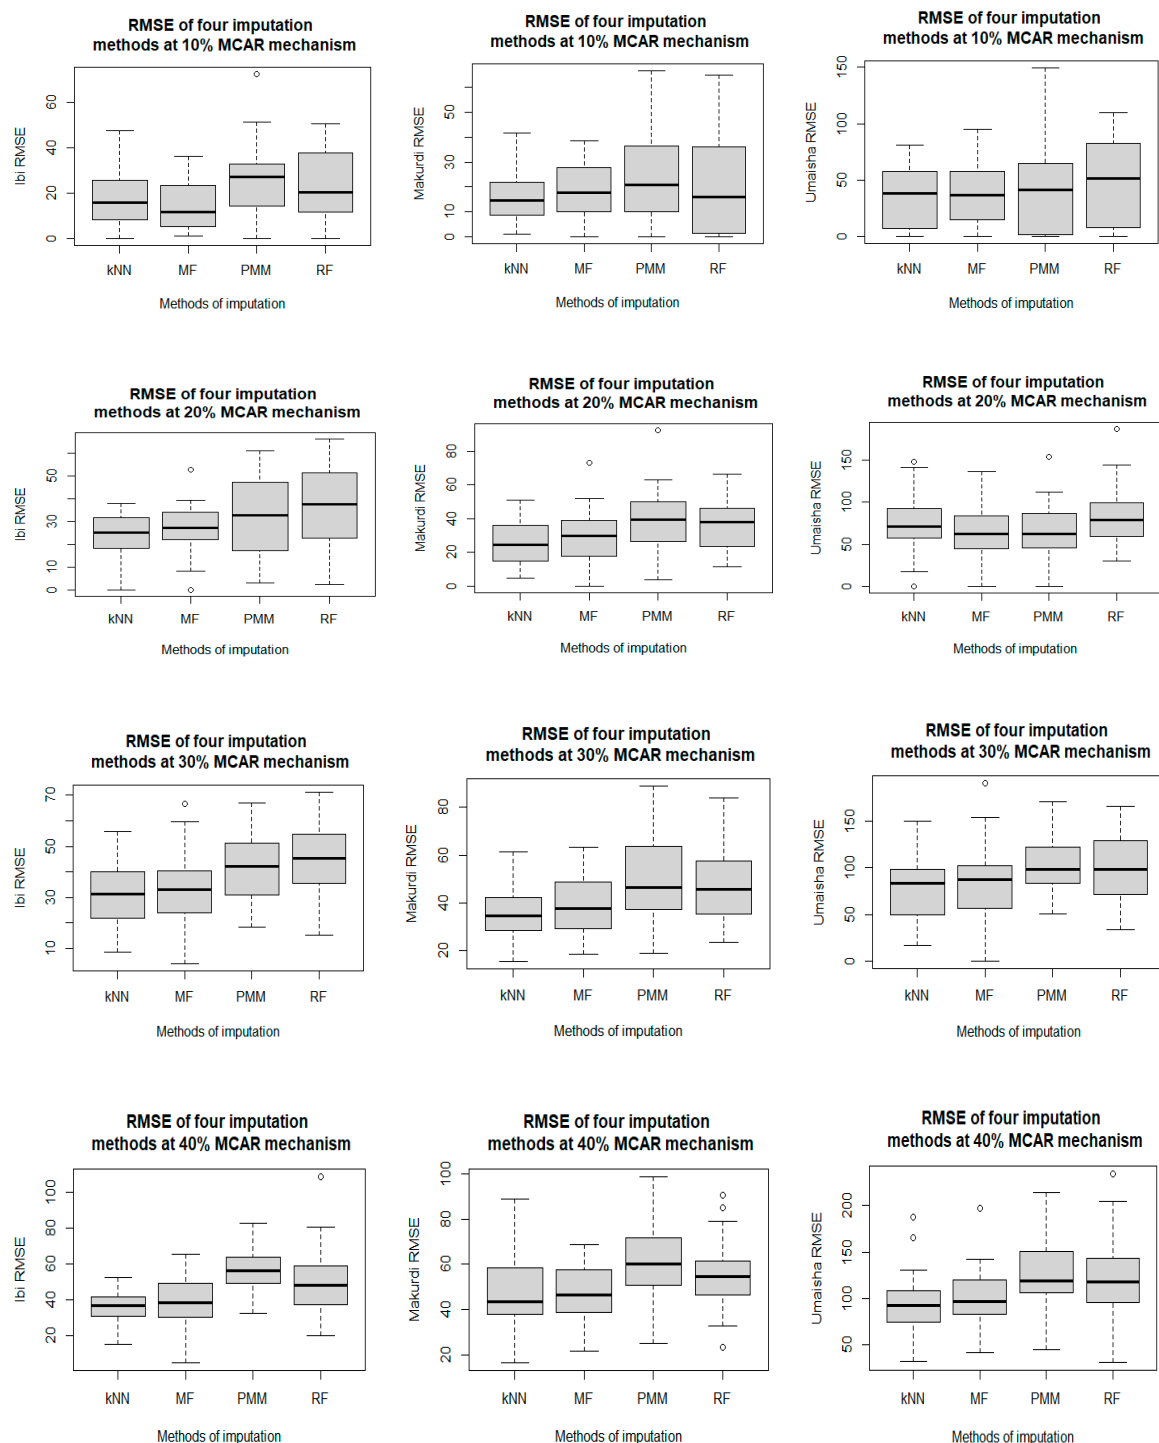 RMSE of four imputation
methods at 10% MCAR mechanism
Ibi RMSE
0 20 40 60
kNN MF PMM RF
Methods of imputation
RMSE of four imputation
methods at 10% MCAR mechanism
Makurdi RMSE
0 10 30 50
kNN MF PMM RF
Methods of imputation
RMSE of four imputation
methods at 10% MCAR mechanism
Umaisha RMSE
0 50 100 150
kNN MF PMM RF
Methods of imputation
RMSE of four imputation
methods at 20% MCAR mechanism
Ibi RMSE
0 10 30 50
kNN MF PMM RF
Methods of imputation
RMSE of four imputation
methods at 20% MCAR mechanism
Makurdi RMSE
0 20 40 60 80
kNN MF PMM RF
Methods of imputation
RMSE of four imputation
methods at 20% MCAR mechanism
Umaisha RMSE
0 50 100 150
kNN MF PMM RF
Methods of imputation
RMSE of four imputation
methods at 30% MCAR mechanism
Ibi RMSE
10 30 50 70
kNN MF PMM RF
Methods of imputation
RMSE of four imputation
methods at 30% MCAR mechanism
Makurdi RMSE
20 40 60 80
kNN MF PMM RF
Methods of imputation
RMSE of four imputation
methods at 30% MCAR mechanism
Umaisha RMSE
0 50 100 150
kNN MF PMM RF
Methods of imputation
RMSE of four imputation
methods at 40% MCAR mechanism
Ibi RMSE
20 40 60 80 100
kNN MF PMM RF
Methods of imputation
RMSE of four imputation
methods at 40% MCAR mechanism
Makurdi RMSE
20 40 60 80 100
kNN MF PMM RF
Methods of imputation
RMSE of four imputation
methods at 40% MCAR mechanism
Umaisha RMSE
50 100 150 200
kNN MF PMM RF
Methods of imputation